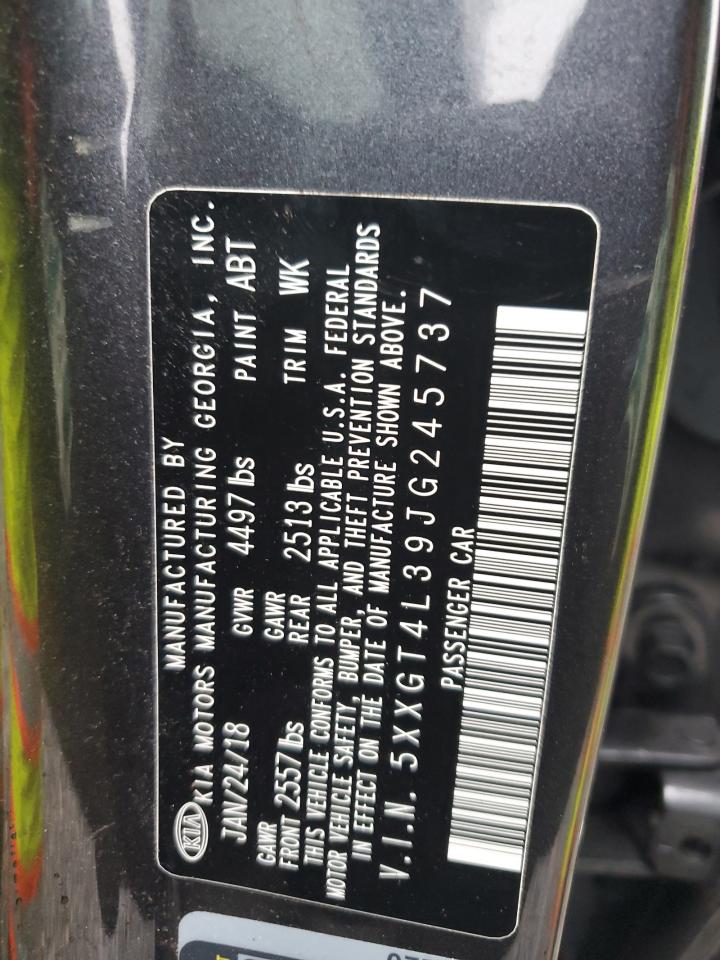 MANUFACTURED BY
KIA KIA MOTORS MANUFACTURING GEORGIA, INC.
JAN/24/18 GVWR 4497 lbs PAINT ABT
GAWR FRONT 2557 lbs GAWR REAR 2513 lbs TRIM WK
THIS VEHICLE CONFORMS TO ALL APPLICABLE U.S.A. FEDERAL
MOTOR VEHICLE SAFETY, BUMPER, AND THEFT PREVENTION STANDARDS
IN EFFECT ON THE DATE OF MANUFACTURE SHOWN ABOVE.
V.I.N. 5XXGT4L39JG245737
PASSENGER CAR